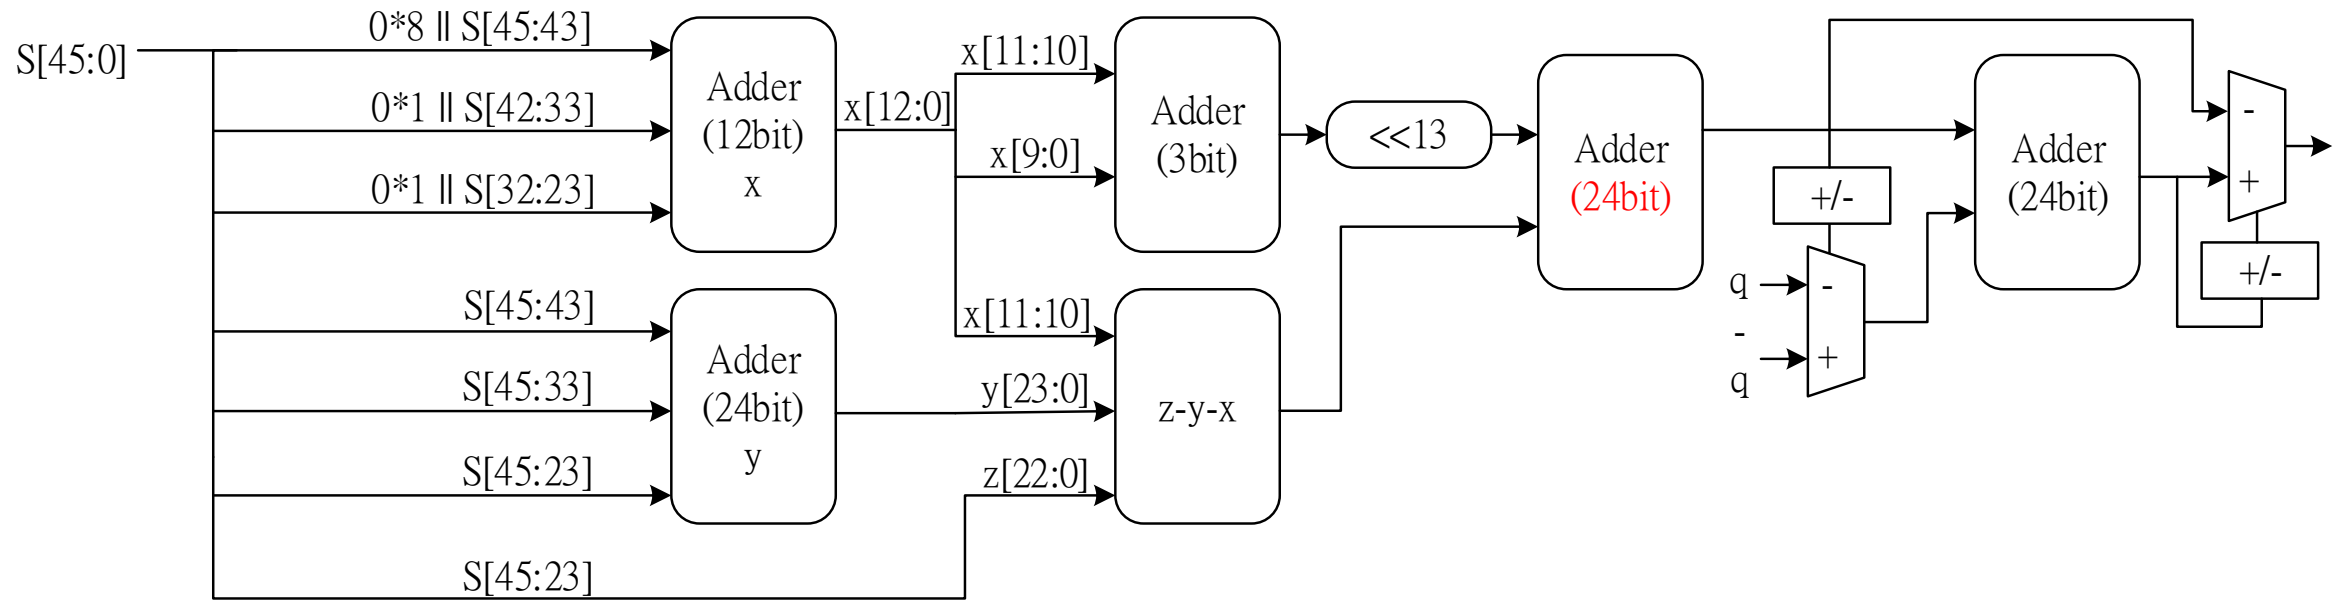 S[45:0]
0*8 || S[45:43]
0*1 || S[42:33]
0*1 || S[32:23]
Adder
(12bit)
x
x[12:0]
x[11:10]
x[9:0]
x[11:10]
Adder
(3bit)
<<13
S[45:43]
S[45:33]
S[45:23]
S[45:23]
Adder
(24bit)
y
y[23:0]
z[22:0]
z-y-x
Adder
(24bit)
+/-
q
-
q
-
+
Adder
(24bit)
-
+
+/-